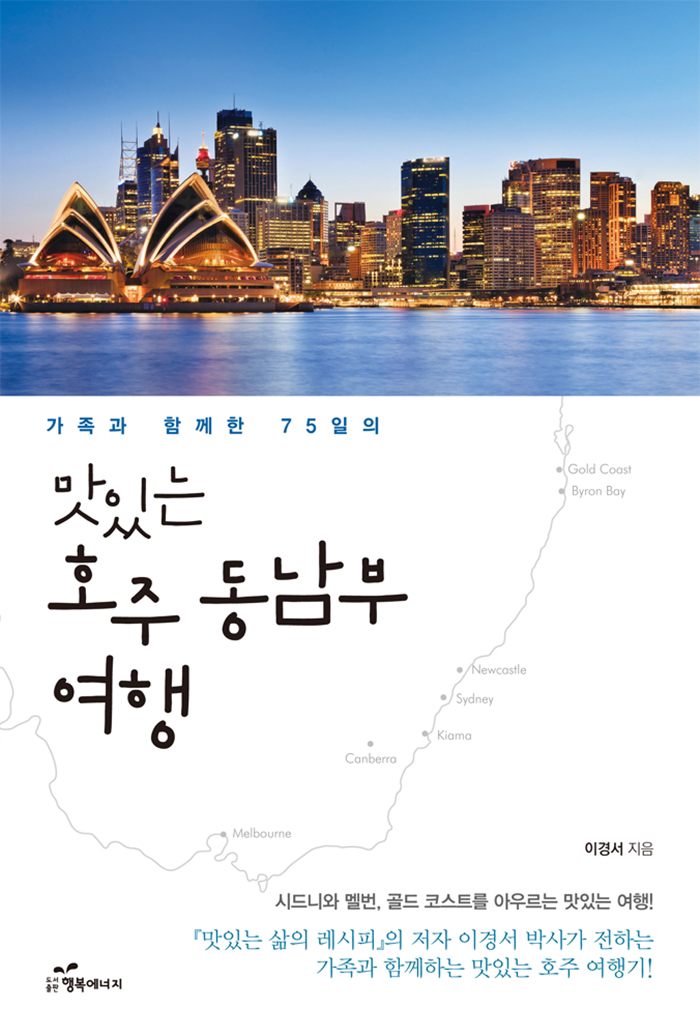 가족과 함께한 75일의
맛있는
호주 동남부
여행
Gold Coast
Byron Bay
Newcastle
Sydney
Kiama
Canberra
Melbourne
이경서 지음
시드니와 멜번, 골드 코스트를 아우르는 맛있는 여행!
『맛있는 삶의 레시피』의 저자 이경서 박사가 전하는
가족과 함께하는 맛있는 호주 여행기!
도서
출판 행복에너지